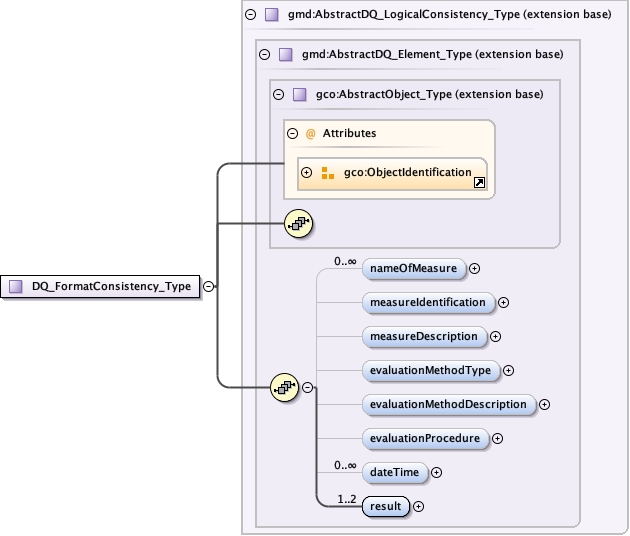 gmd:AbstractDQ_LogicalConsistency_Type (extension base)
gmd:AbstractDQ_Element_Type (extension base)
gco:AbstractObject_Type (extension base)
@ Attributes
gco:ObjectIdentification
0..∞
nameOfMeasure
DQ_FormatConsistency_Type
measureIdentification
measureDescription
evaluationMethodType
evaluationMethodDescription
evaluationProcedure
0..∞
dateTime
1..2
result